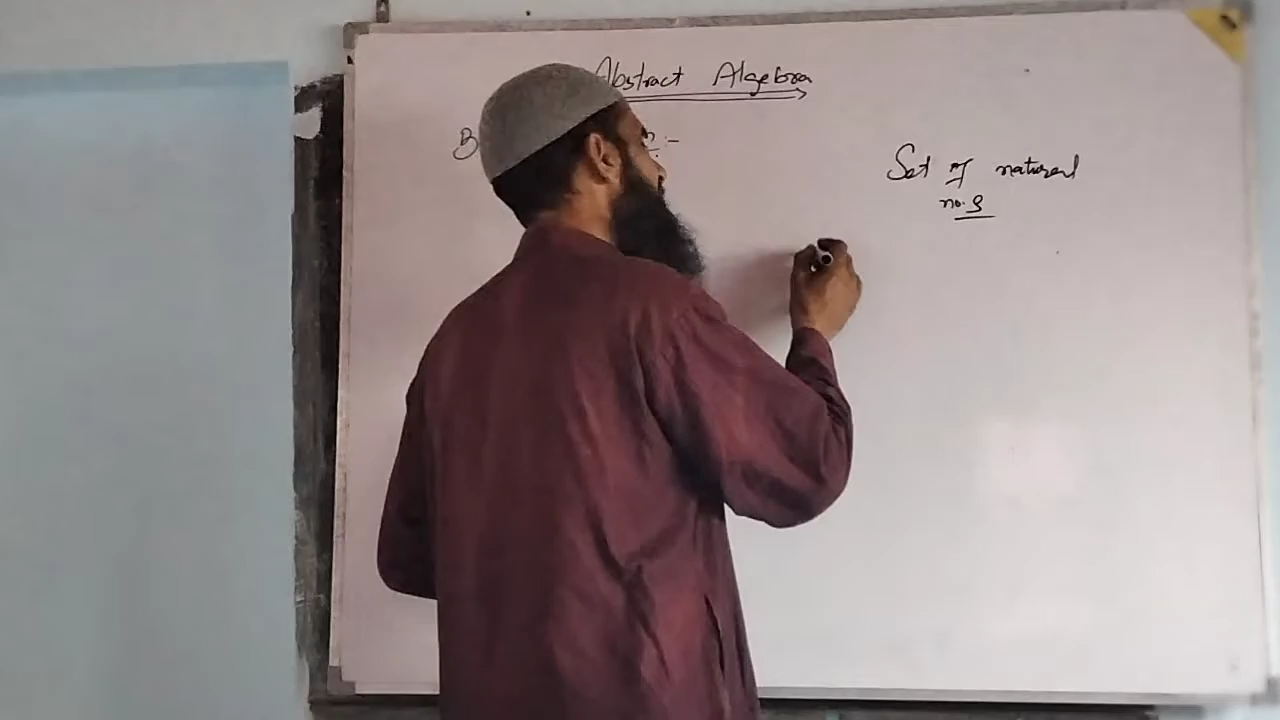 Abstract Algebra
B :-
Set of natural
no.s